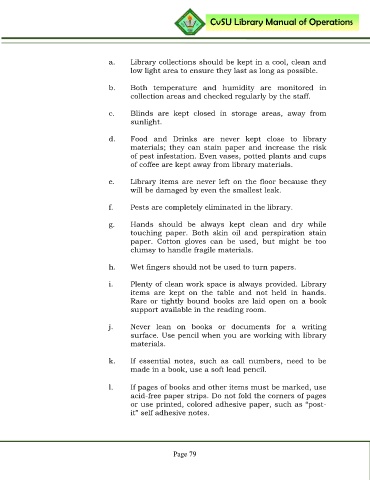 CvSU Library Manual of Operations
a. Library collections should be kept in a cool, clean and
low light area to ensure they last as long as possible.
b. Both temperature and humidity are monitored in
collection areas and checked regularly by the staff.
c. Blinds are kept closed in storage areas, away from
sunlight.
d. Food and Drinks are never kept close to library
materials; they can stain paper and increase the risk
of pest infestation. Even vases, potted plants and cups
of coffee are kept away from library materials.
e. Library items are never left on the floor because they
will be damaged by even the smallest leak.
f. Pests are completely eliminated in the library.
g. Hands should be always kept clean and dry while
touching paper. Both skin oil and perspiration stain
paper. Cotton gloves can be used, but might be too
clumsy to handle fragile materials.
h. Wet fingers should not be used to turn papers.
i. Plenty of clean work space is always provided. Library
items are kept on the table and not held in hands.
Rare or tightly bound books are laid open on a book
support available in the reading room.
j. Never lean on books or documents for a writing
surface. Use pencil when you are working with library
materials.
k. If essential notes, such as call numbers, need to be
made in a book, use a soft lead pencil.
l. If pages of books and other items must be marked, use
acid-free paper strips. Do not fold the corners of pages
or use printed, colored adhesive paper, such as “post-
it” self adhesive notes.
Page 79